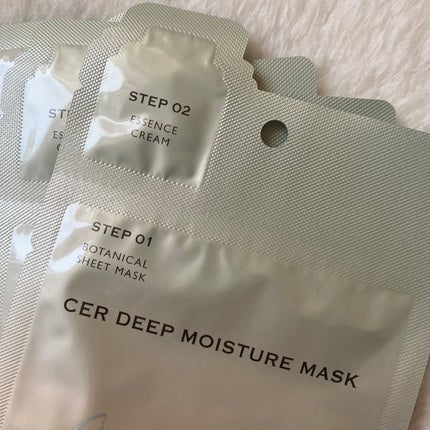 STEP 02
ESSENCE
CREAM
STEP 01
BOTANICAL
SHEET MASK
CER DEEP MOISTURE MASK